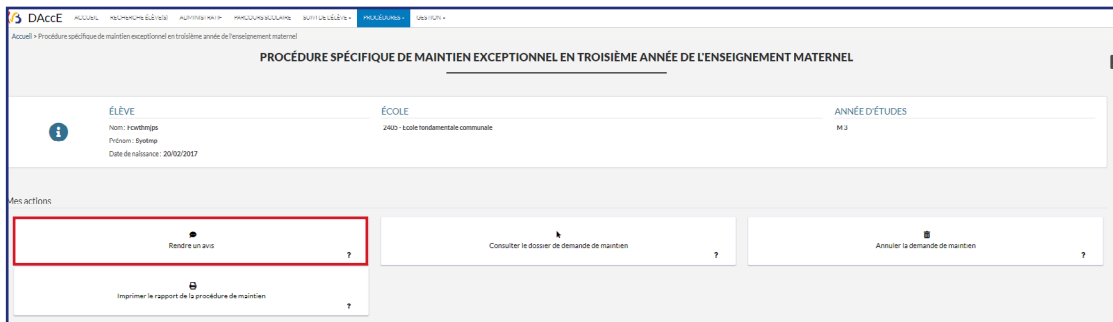 DAccE ACCUEIL RECHERCHE ÉLÈVE(S) ADMINISTRATIF PARCOURS SCOLAIRE SUIVI DE L'ÉLÈVE PROCÉDURES GESTION
Accueil > Procédure spécifique de maintien exceptionnel en troisième année de l'enseignement maternel
PROCÉDURE SPÉCIFIQUE DE MAINTIEN EXCEPTIONNEL EN TROISIÈME ANNÉE DE L'ENSEIGNEMENT MATERNEL
ÉLÈVE ÉCOLE ANNÉE D'ÉTUDES
Nom : Fcwthmjps 2405 - Ecole fondamentale communale M 3
Prénom : Syotmp
Date de naissance : 20/02/2017
Mes actions
Rendre un avis ? Consulter le dossier de demande de maintien ? Annuler la demande de maintien ?
Imprimer le rapport de la procédure de maintien ?